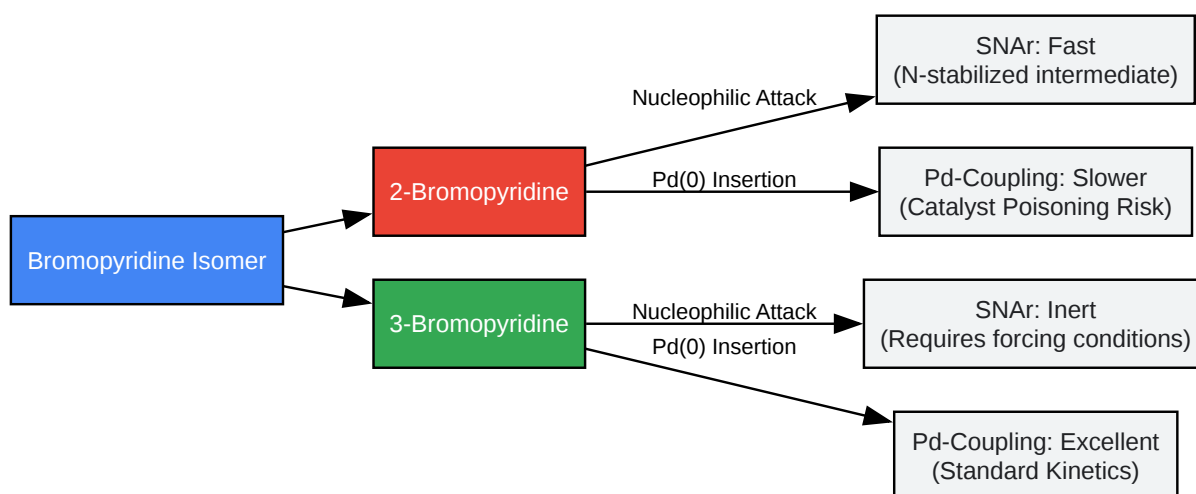 Bromopyridine Isomer
2-Bromopyridine
3-Bromopyridine
Nucleophilic Attack
Pd(0) Insertion
Nucleophilic Attack
Pd(0) Insertion
SNAr: Fast
(N-stabilized intermediate)
Pd-Coupling: Slower
(Catalyst Poisoning Risk)
SNAr: Inert
(Requires forcing conditions)
Pd-Coupling: Excellent
(Standard Kinetics)